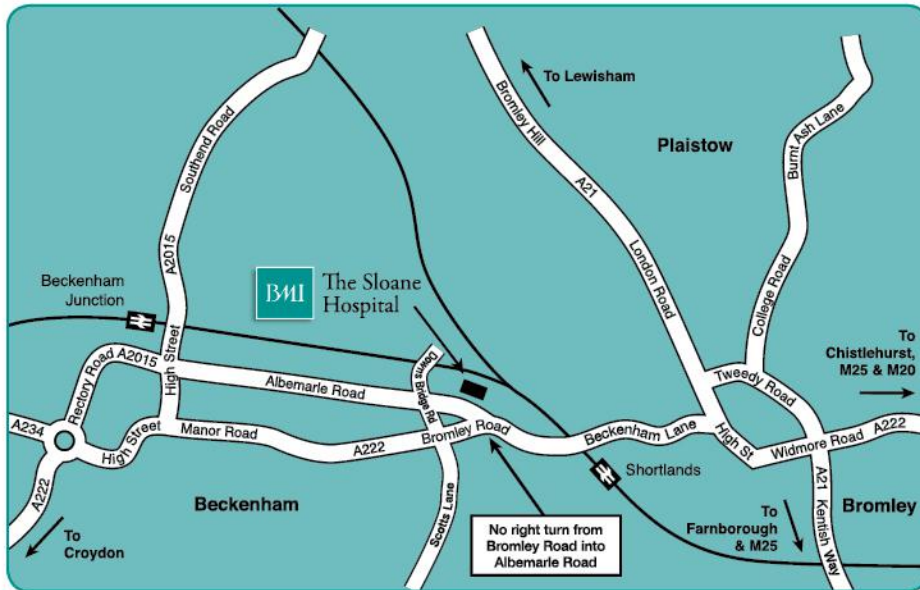 To Lewisham
Bromley Hill
Plaistow
Burnt Ash Lane
Southend Road
A2015
A21
London Road
College Road
Beckenham
Junction
BMI
The Sloane
Hospital
To
Chistlehurst,
M25 & M20
Rectory Road
A2015
High Street
Albemarle Road
Downs Bridge Rd
Tweedy Road
A234
High Street
Manor Road
A222
Bromley Road
Beckenham Lane
High St
Widmore Road
A222
A222
Shortlands
A21
Kentish Way
Beckenham
Scotts Lane
Bromley
To
Croydon
No right turn from
Bromley Road into
Albemarle Road
To
Farnborough
& M25